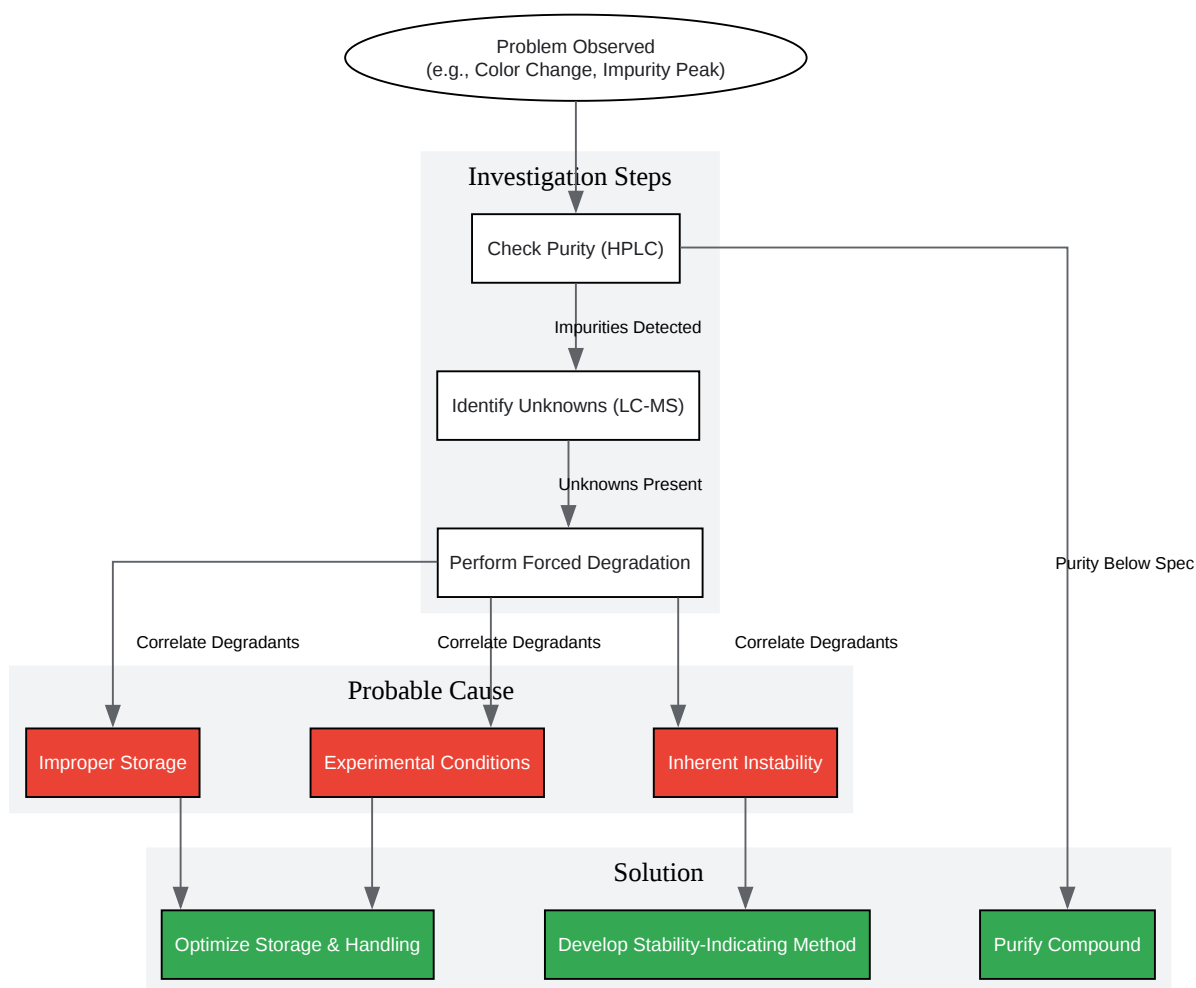 Problem Observed
(e.g., Color Change, Impurity Peak)
Investigation Steps
Check Purity (HPLC)
Impurities Detected
Identify Unknowns (LC-MS)
Unknowns Present
Perform Forced Degradation
Purity Below Spec
Correlate Degradants
Correlate Degradants
Correlate Degradants
Probable Cause
Improper Storage
Experimental Conditions
Inherent Instability
Solution
Optimize Storage & Handling
Develop Stability-Indicating Method
Purify Compound